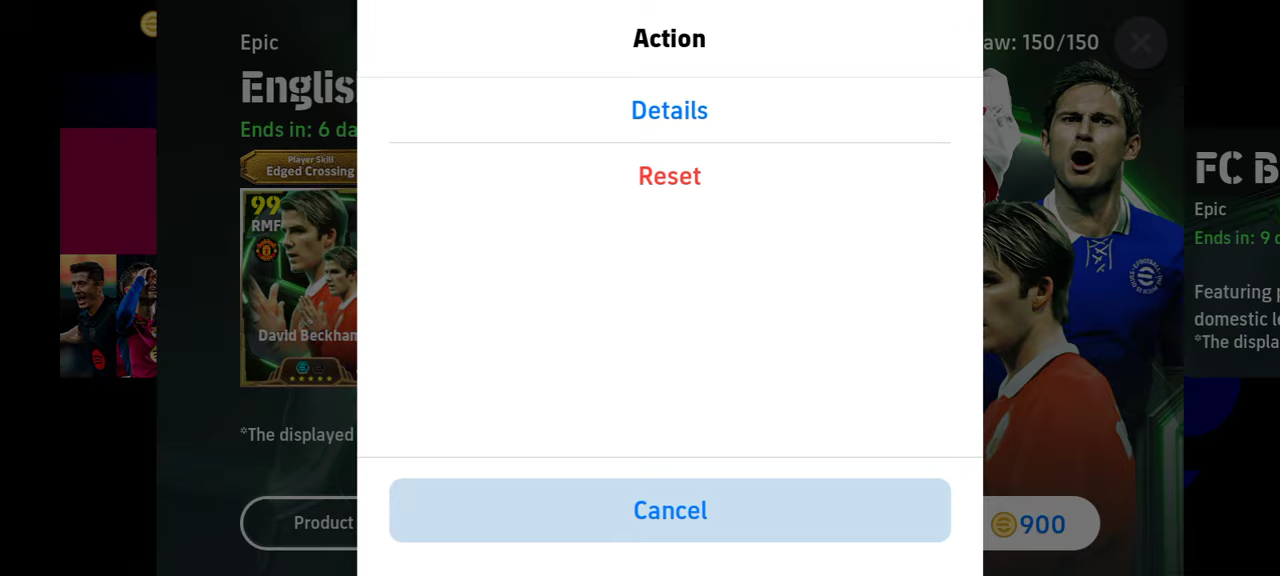 Action
Details
Reset
Cancel
Epic
Englis
Ends in: 6 da
Player Skill
Edged Crossing
99
RMF
David Beckham
*The displayed
Product
aw: 150/150
900
FC B
Epic
Ends in: 9 d
Featuring p
domestic le
*The displa